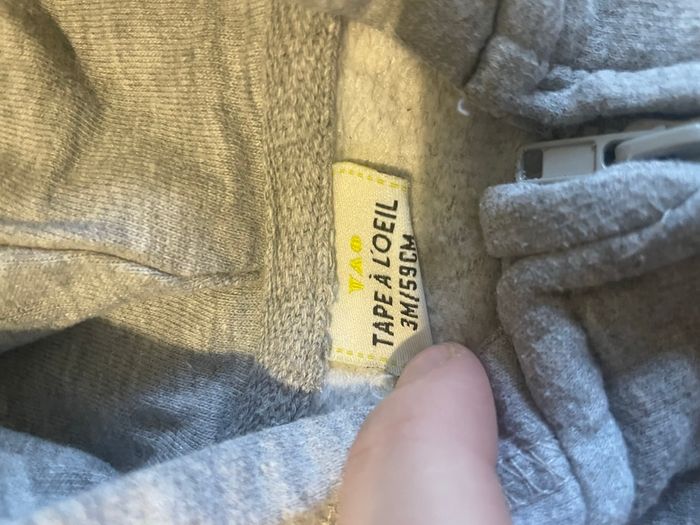 TAO
TAPE À L'OEIL
3M/59CM